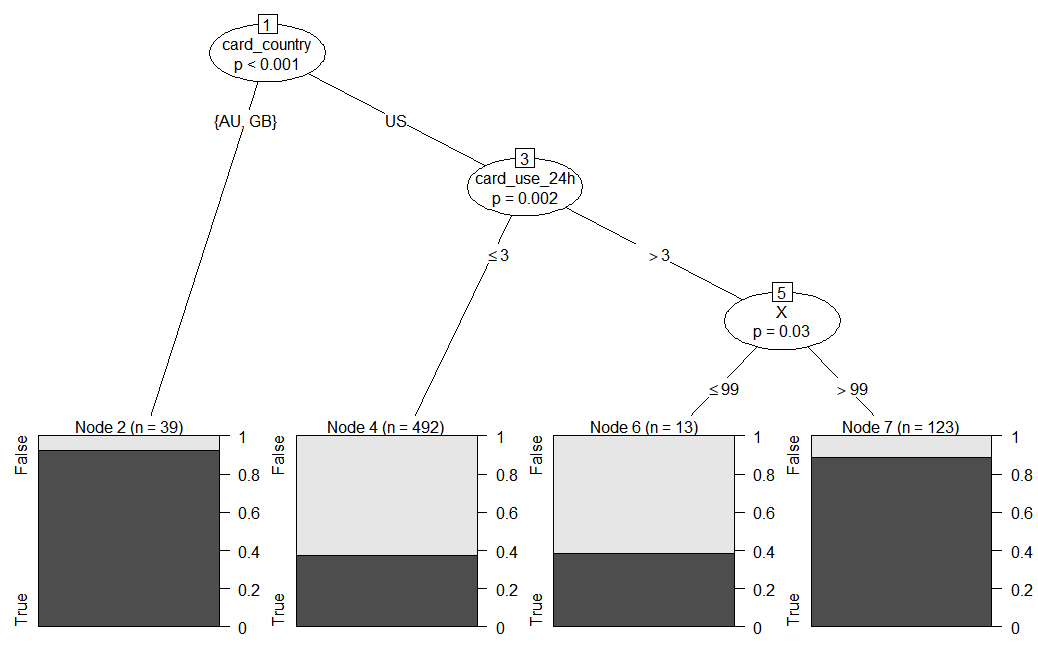 1
card_country
p < 0.001
{AU, GB}
US
3
card_use_24h
p = 0.002
≤ 3
> 3
5
X
p = 0.03
≤ 99
> 99
Node 2 (n = 39)
False
True
1
0.8
0.6
0.4
0.2
0
Node 4 (n = 492)
False
True
1
0.8
0.6
0.4
0.2
0
Node 6 (n = 13)
False
True
1
0.8
0.6
0.4
0.2
0
Node 7 (n = 123)
False
True
1
0.8
0.6
0.4
0.2
0